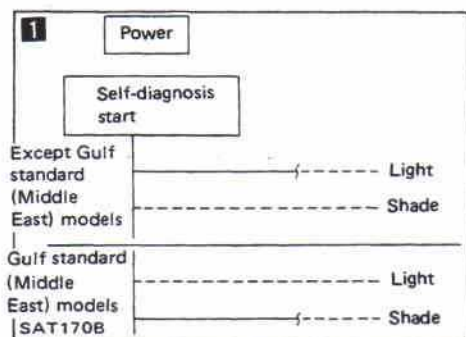 1
Power
Self-diagnosis
start
Except Gulf
standard
(Middle
East) models
Light
Shade
Gulf standard
(Middle
East) models
Light
Shade
SAT170B